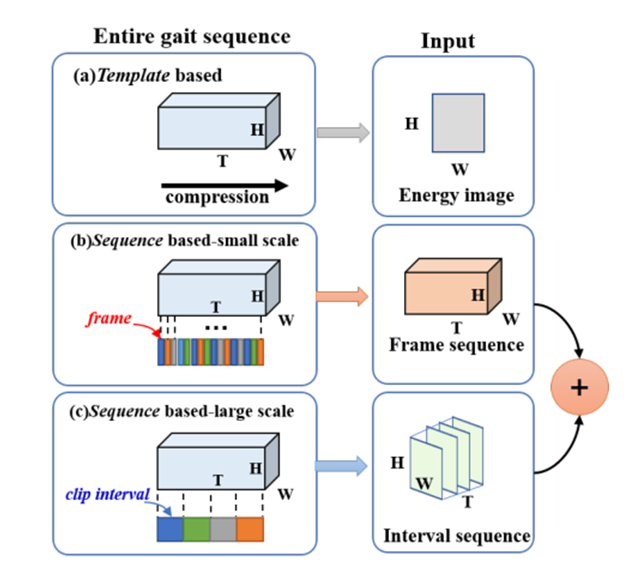 Entire gait sequence
Input
(a)Template based
H
W
T
compression
H
W
Energy image
(b)Sequence based-small scale
H
T
W
frame
...
H
W
T
Frame sequence
+
(c)Sequence based-large scale
H
T
W
clip interval
H
W
T
Interval sequence